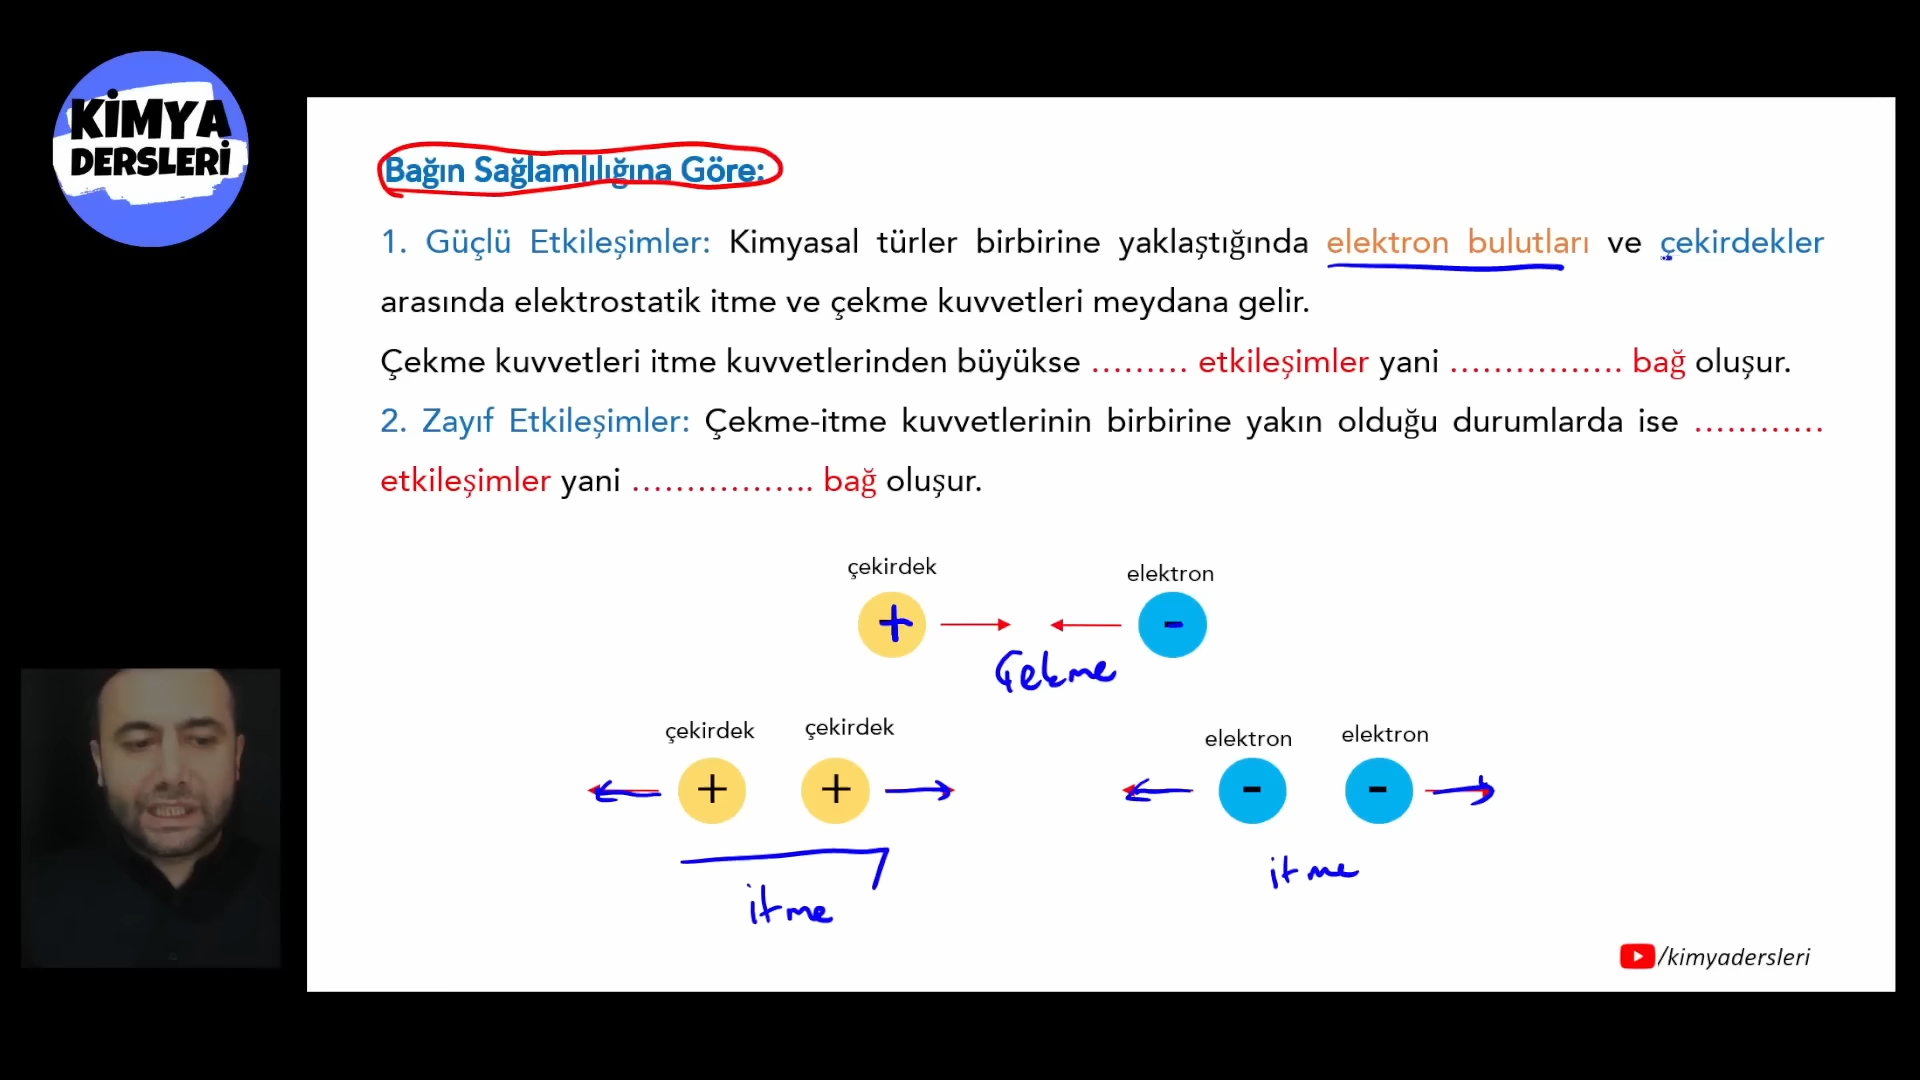 KİMYA
DERSLERİ
Bağın Sağlamlılığına Göre:
1. Güçlü Etkileşimler: Kimyasal türler birbirine yaklaştığında elektron bulutları ve çekirdekler
arasında elektrostatik itme ve çekme kuvvetleri meydana gelir.
Çekme kuvvetleri itme kuvvetlerinden büyükse ……… etkileşimler yani ……………. bağ oluşur.
2. Zayıf Etkileşimler: Çekme-itme kuvvetlerinin birbirine yakın olduğu durumlarda ise …………
etkileşimler yani …………….. bağ oluşur.
çekirdek elektron
+ -
Çekme
çekirdek çekirdek elektron elektron
+ + - -
itme itme
/kimyadersleri